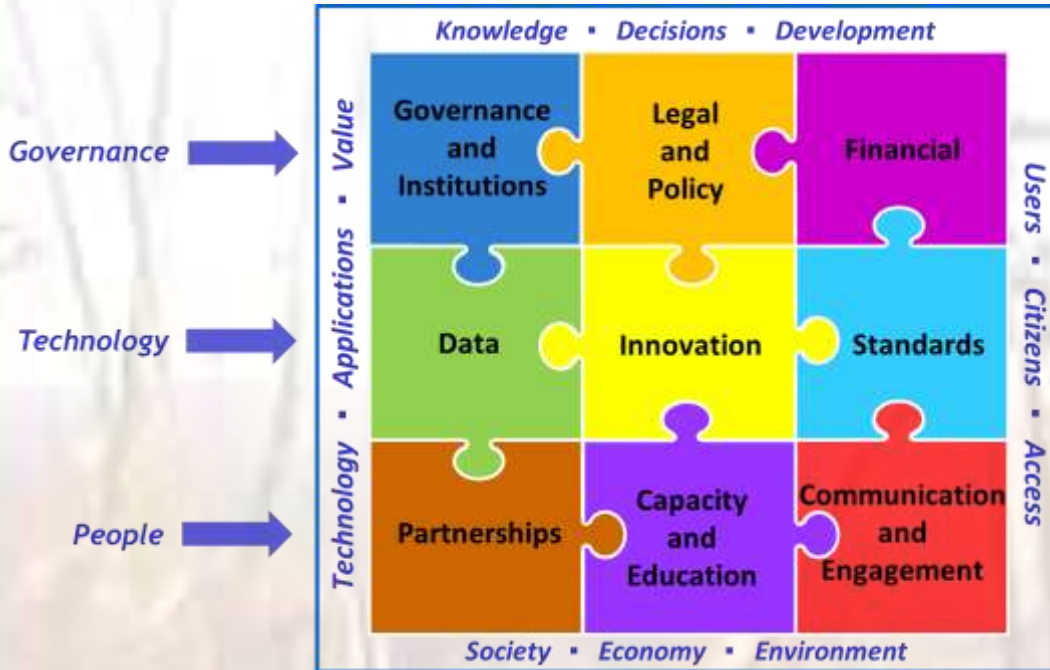 Knowledge ▪ Decisions ▪ Development
Governance
Technology
People
Technology ▪ Applications ▪ Value
Governance
and
Institutions
Legal
and
Policy
Financial
Data
Innovation
Standards
Partnerships
Capacity
and
Education
Communication
and
Engagement
Users ▪ Citizens ▪ Access
Society ▪ Economy ▪ Environment